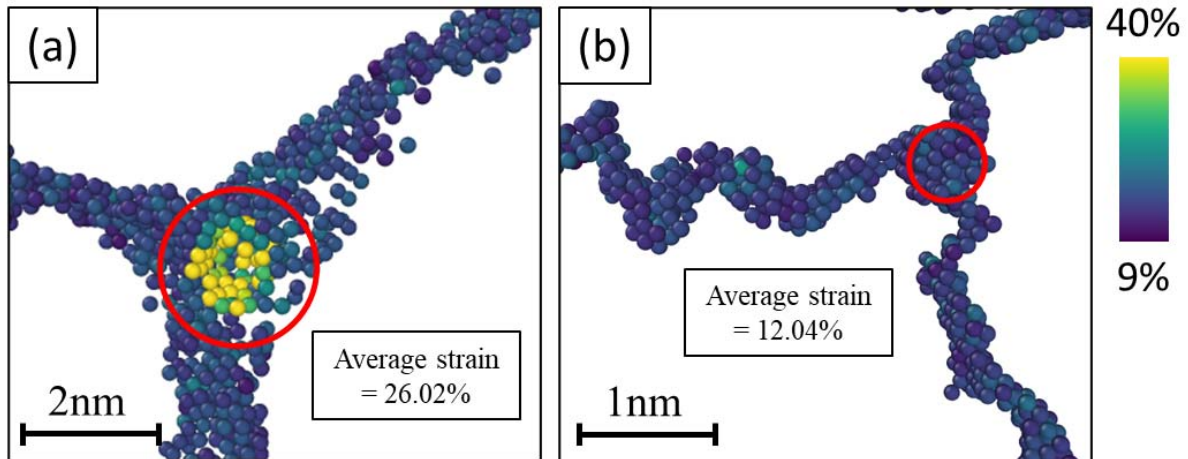 (a)
(b)
40%
9%
Average strain
= 26.02%
Average strain
= 12.04%
2nm
1nm